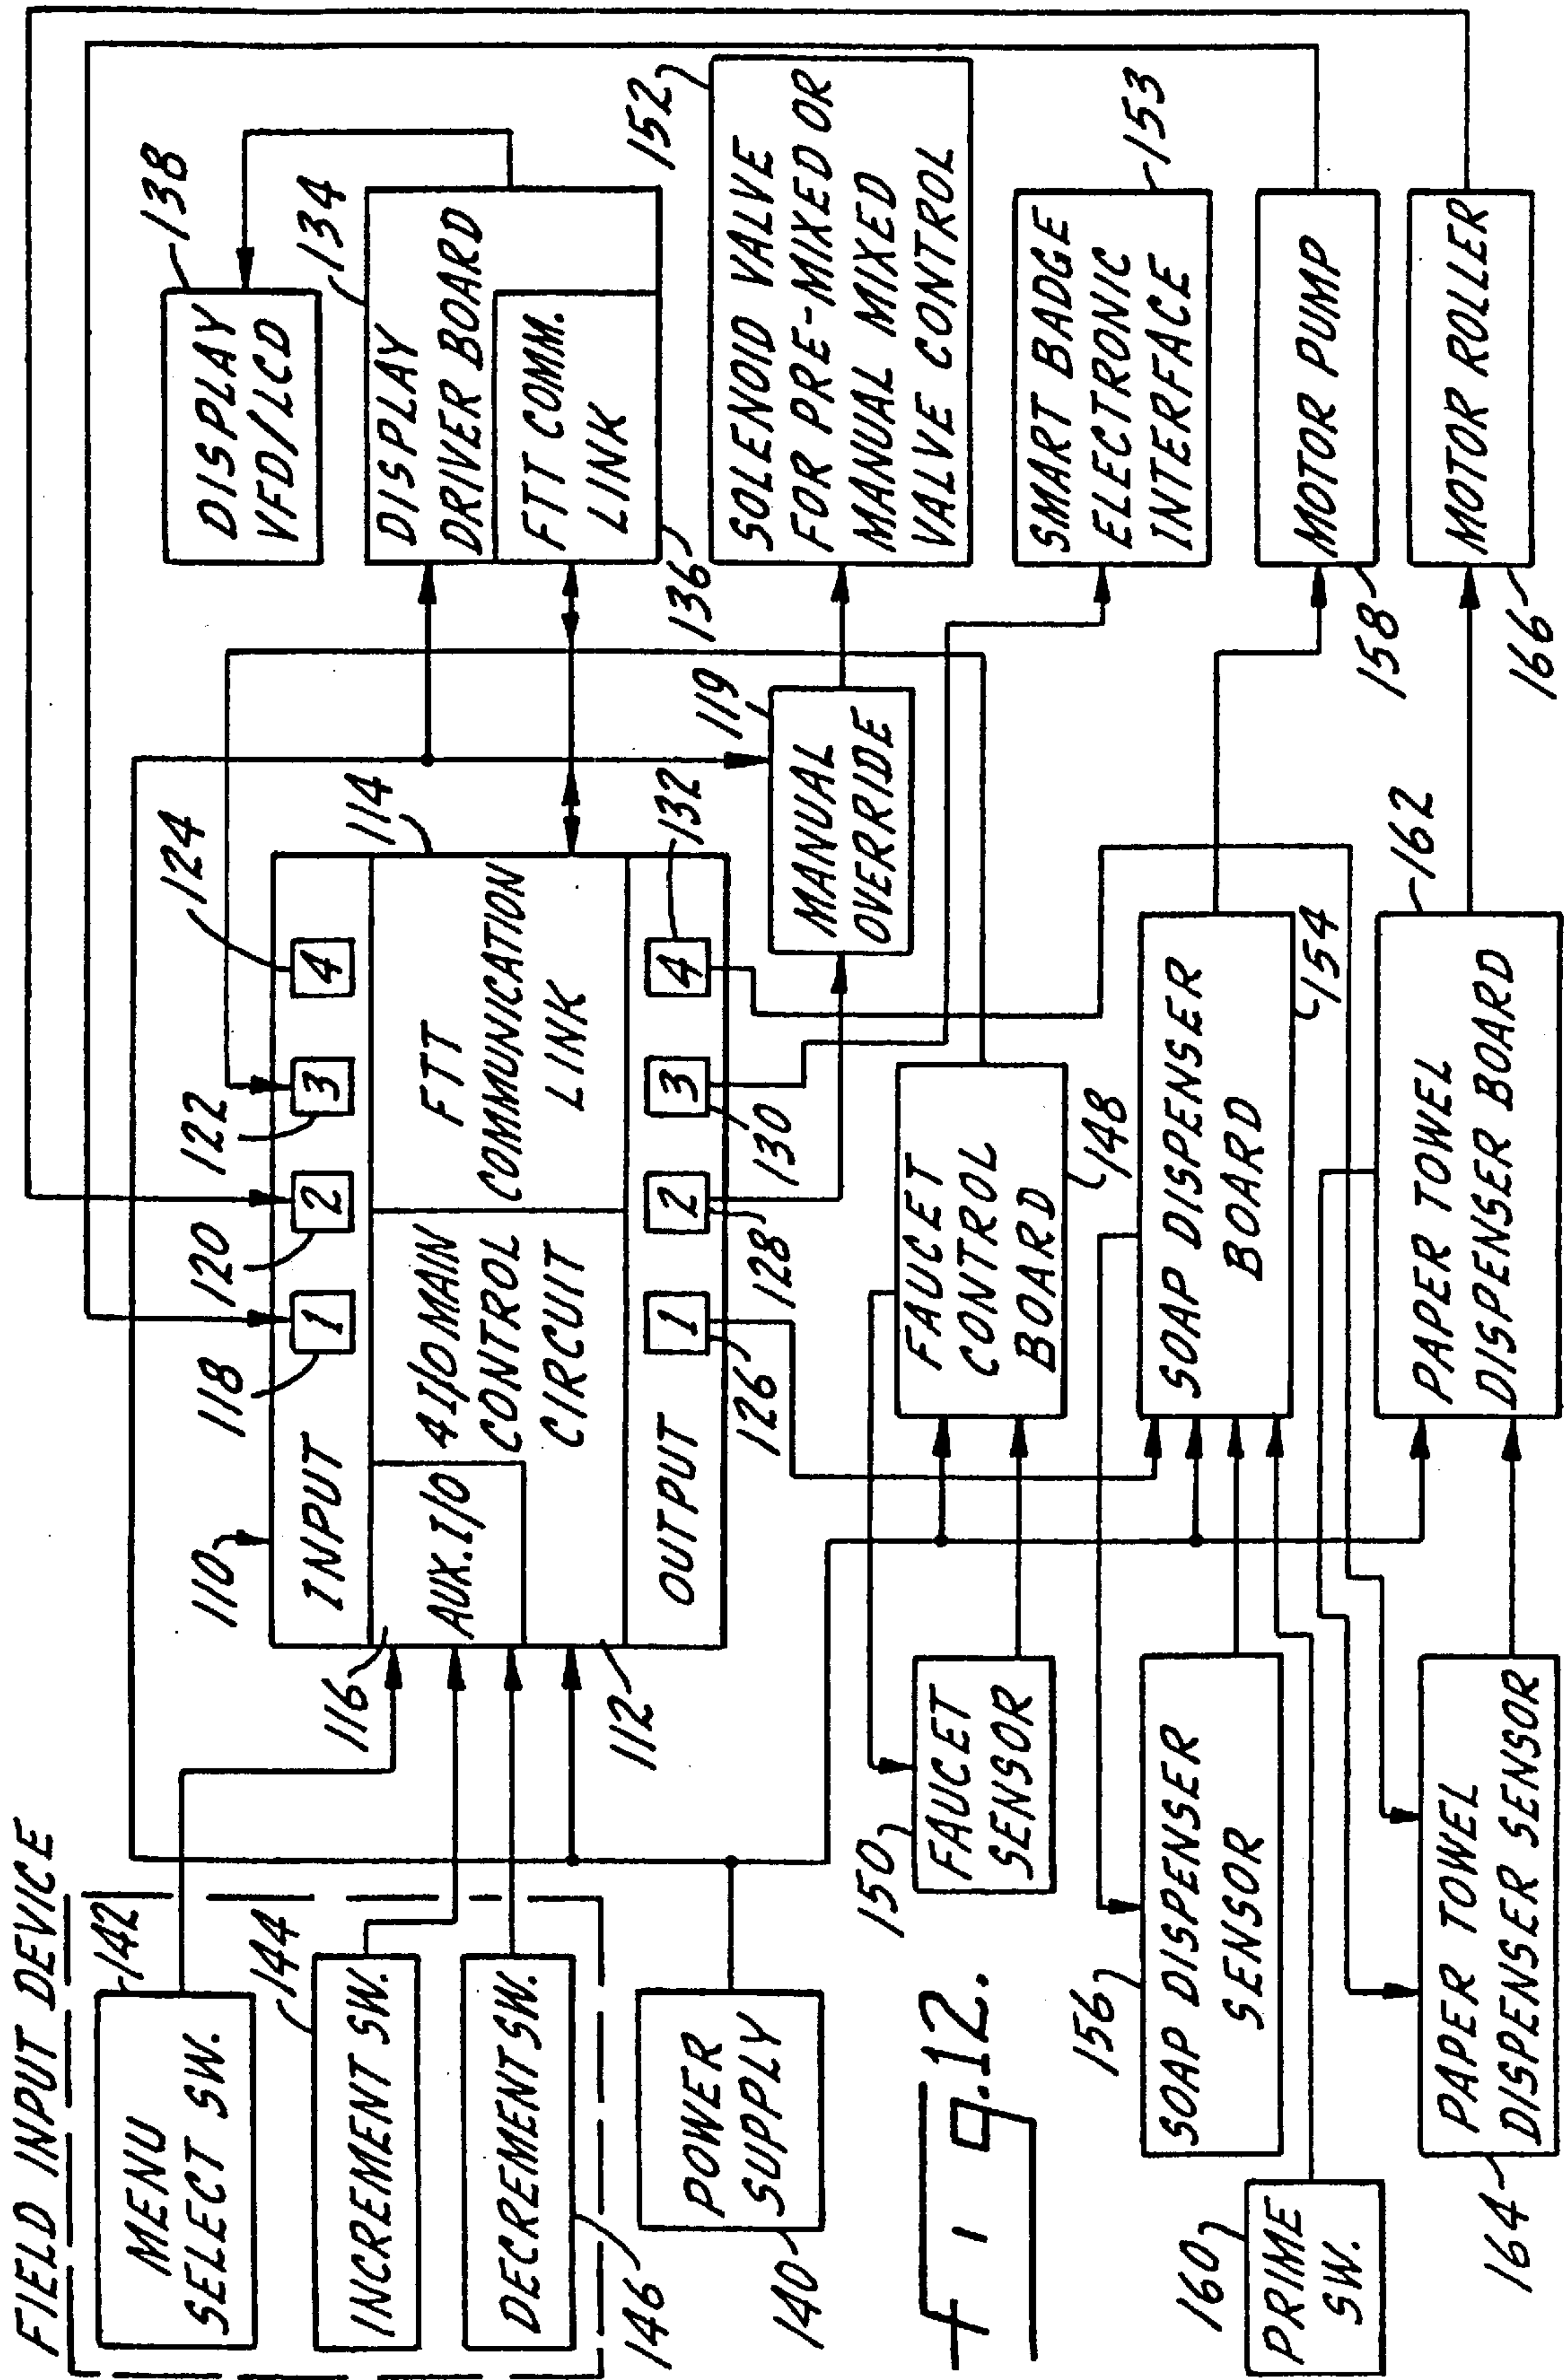 FIELD INPUT DEVICE
MENU
SELECT SW.
142
INCREMENT SW.
144
DECREMENT SW.
146
POWER
SUPPLY
140
110
INPUT
1
2
3
4
118
120
122
124
116
AUX. I/O
4 I/O MAIN
CONTROL
CIRCUIT
FTT
COMMUNICATION
LINK
114
112
OUTPUT
1
2
3
4
126
128
130
132
MANUAL
OVERRIDE
119
DISPLAY
VFD/LCD
138
DISPLAY
DRIVER BOARD
134
FTT COMM.
LINK
136
SOLENOID VALVE
FOR PRE-MIXED OR
MANUAL MIXED
VALVE CONTROL
152
SMART BADGE
ELECTRONIC
INTERFACE
153
MOTOR PUMP
158
MOTOR ROLLER
166
FAUCET
CONTROL
BOARD
148
FAUCET
SENSOR
150
SOAP DISPENSER
BOARD
154
SOAP DISPENSER
SENSOR
156
PAPER TOWEL
DISPENSER BOARD
162
PAPER TOWEL
DISPENSER SENSOR
164
PRIME
SW.
160
Fig. 12.